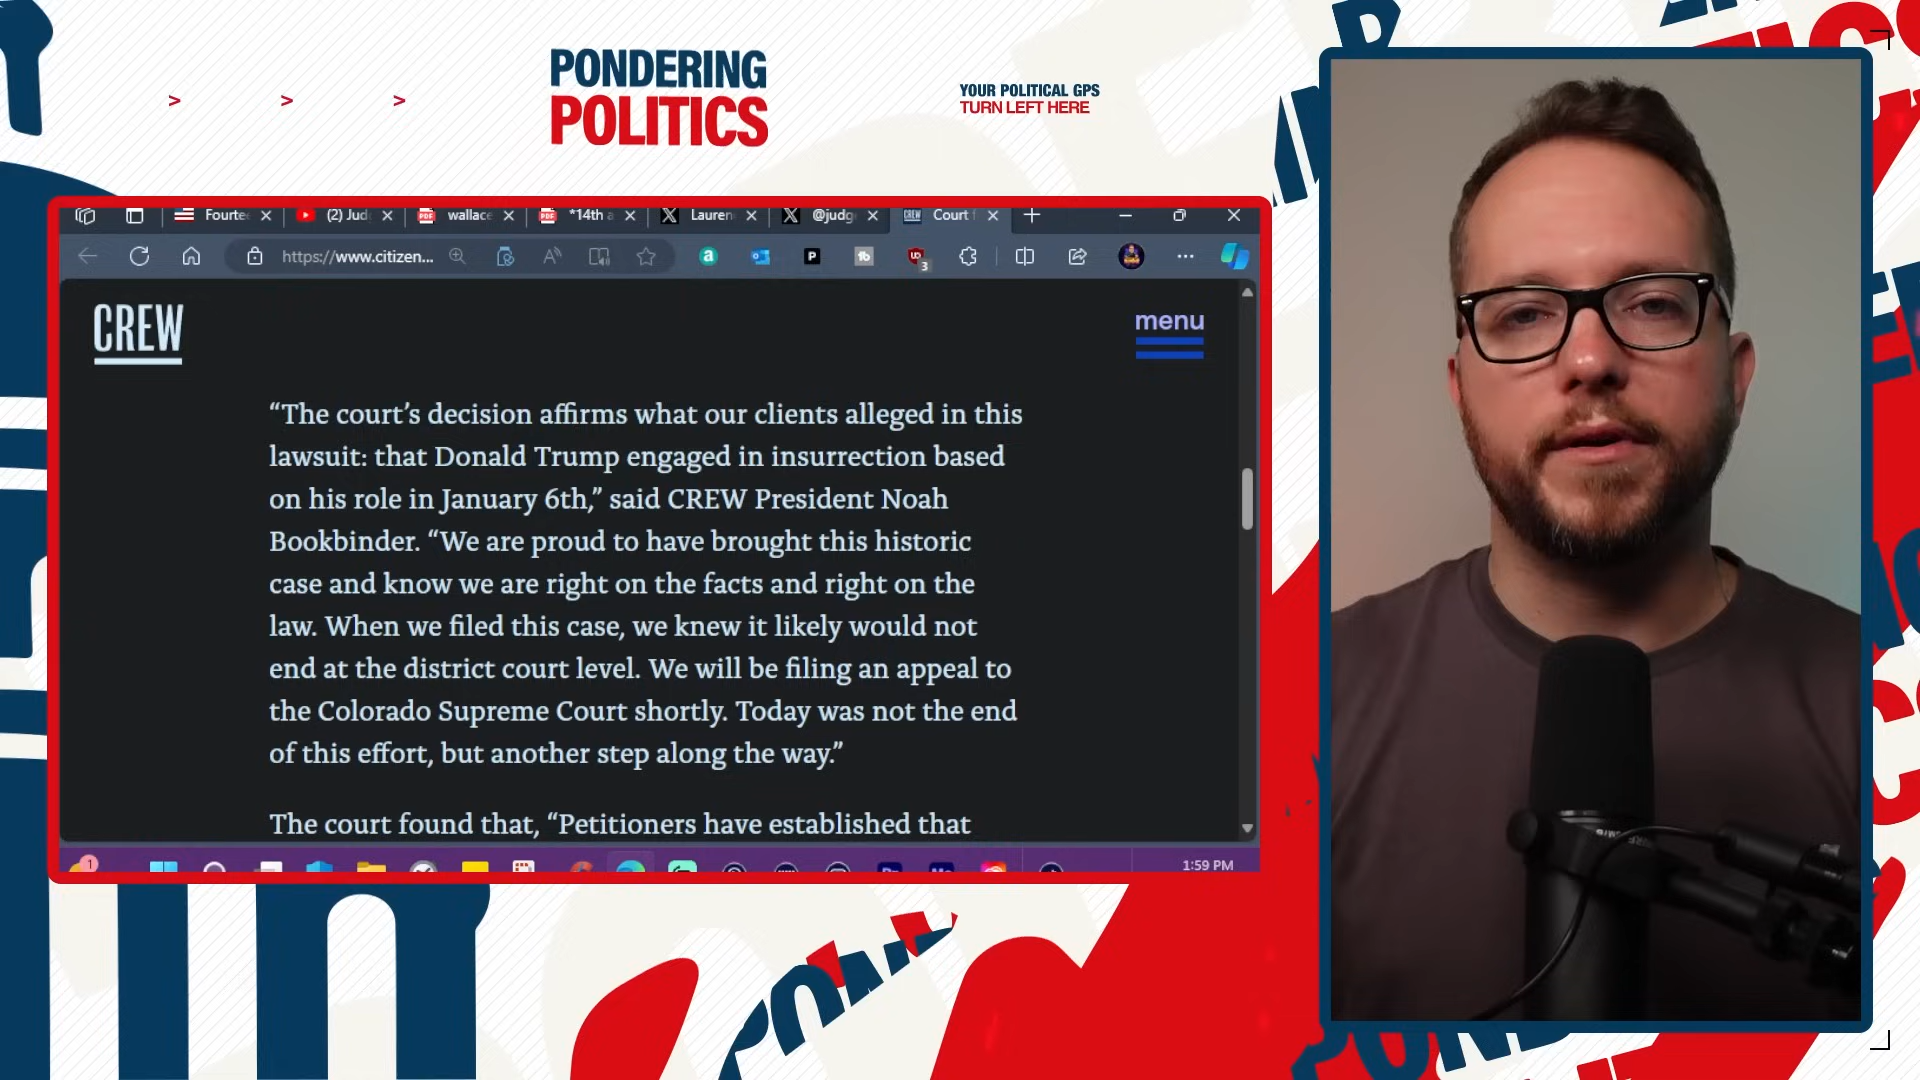 PONDERING
POLITICS
YOUR POLITICAL GPS
TURN LEFT HERE
> > >
Fourte
(2) Jud
wallace
*14th a
Lauren
@judg
Court f
https://www.citizen...
3
CREW
menu
“The court’s decision affirms what our clients alleged in this
lawsuit: that Donald Trump engaged in insurrection based
on his role in January 6th,” said CREW President Noah
Bookbinder. “We are proud to have brought this historic
case and know we are right on the facts and right on the
law. When we filed this case, we knew it likely would not
end at the district court level. We will be filing an appeal to
the Colorado Supreme Court shortly. Today was not the end
of this effort, but another step along the way.”
The court found that, “Petitioners have established that
1
1:59 PM